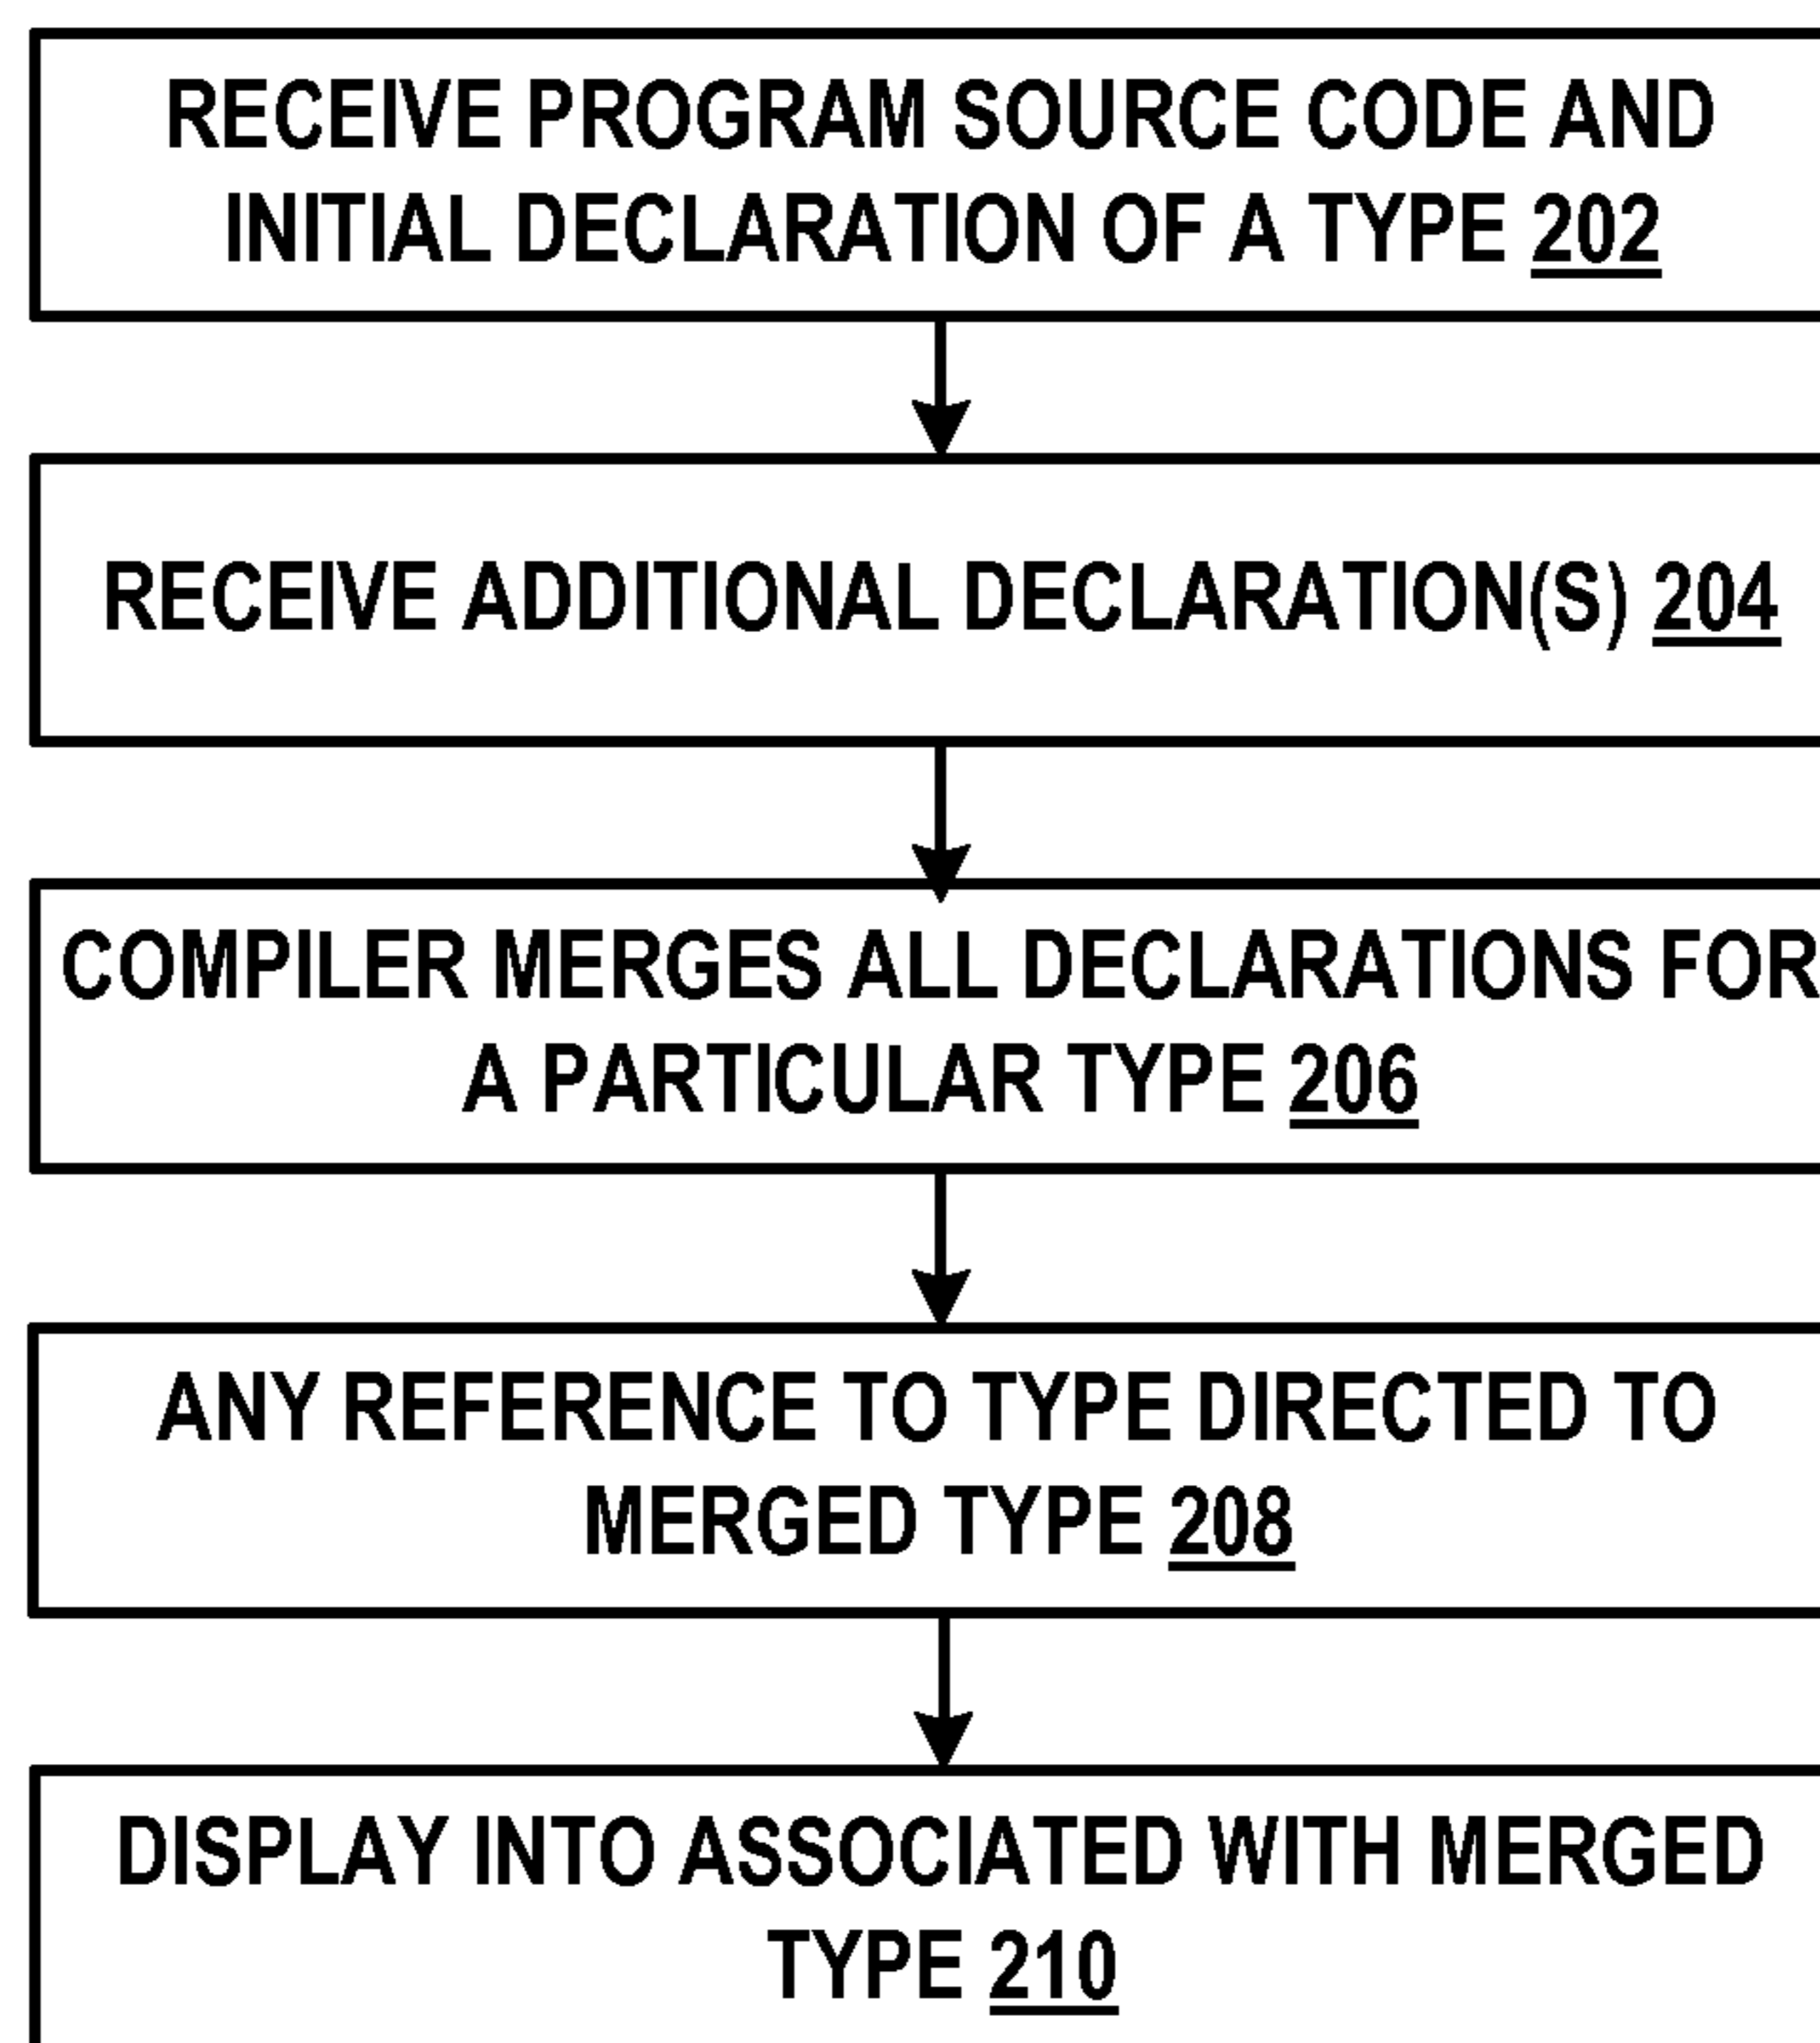 RECEIVE PROGRAM SOURCE CODE AND
INITIAL DECLARATION OF A TYPE 202
RECEIVE ADDITIONAL DECLARATION(S) 204
COMPILER MERGES ALL DECLARATIONS FOR
A PARTICULAR TYPE 206
ANY REFERENCE TO TYPE DIRECTED TO
MERGED TYPE 208
DISPLAY INTO ASSOCIATED WITH MERGED
TYPE 210